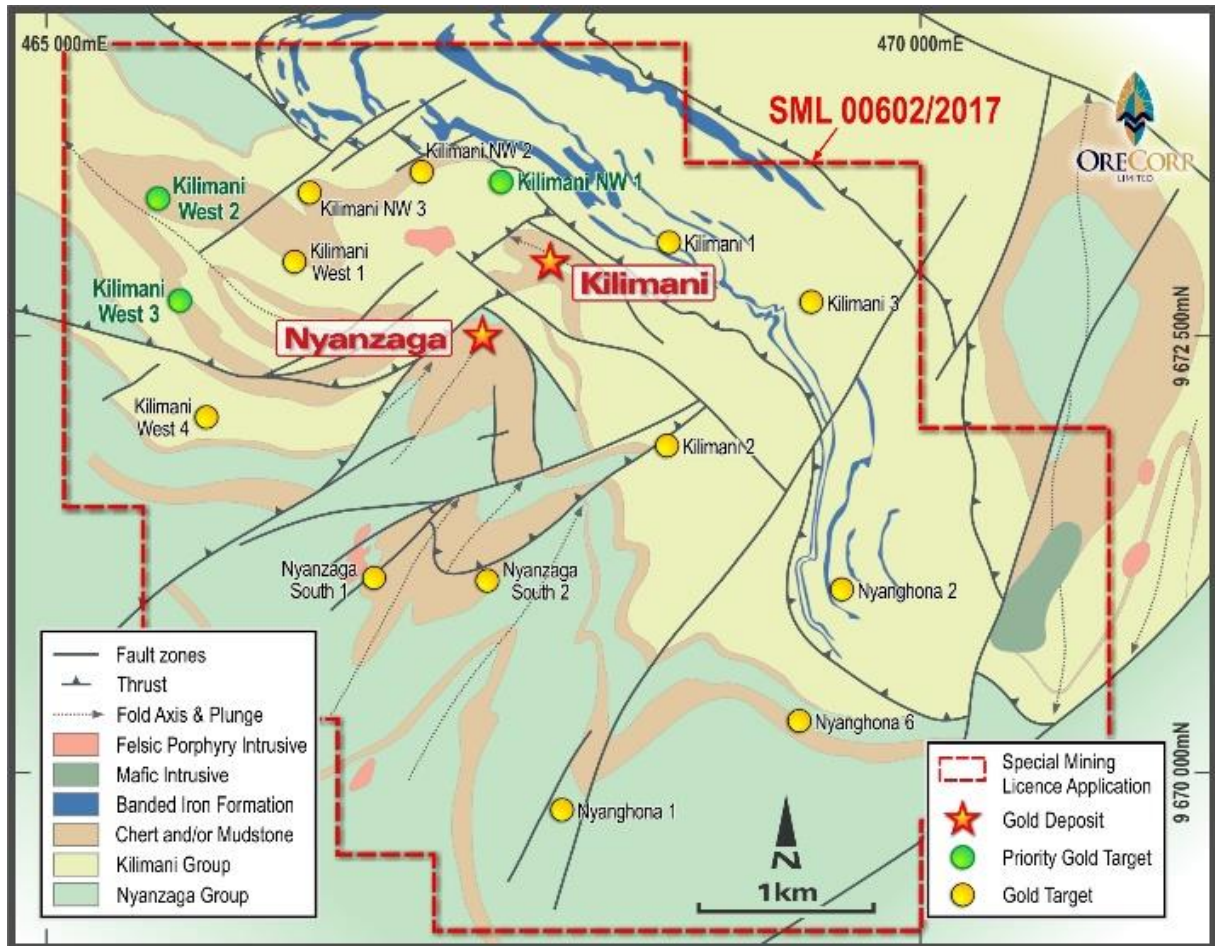 465 000mE
470 000mE
SML 00602/2017
ORECORP
LIMITED
Kilimani NW 2
Kilimani
West 2
Kilimani NW 3
Kilimani NW 1
Kilimani 1
Kilimani
West 1
Kilimani
Kilimani
West 3
Kilimani 3
Nyanzaga
9 672 500mN
Kilimani
West 4
Kilimani 2
Nyanzaga
South 1
Nyanzaga
South 2
Nyanghona 2
Nyanghona 6
Nyanghona 1
9 670 000mN
Fault zones
Thrust
Fold Axis & Plunge
Felsic Porphyry Intrusive
Mafic Intrusive
Banded Iron Formation
Chert and/or Mudstone
Kilimani Group
Nyanzaga Group
N
1km
Special Mining
Licence Application
Gold Deposit
Priority Gold Target
Gold Target